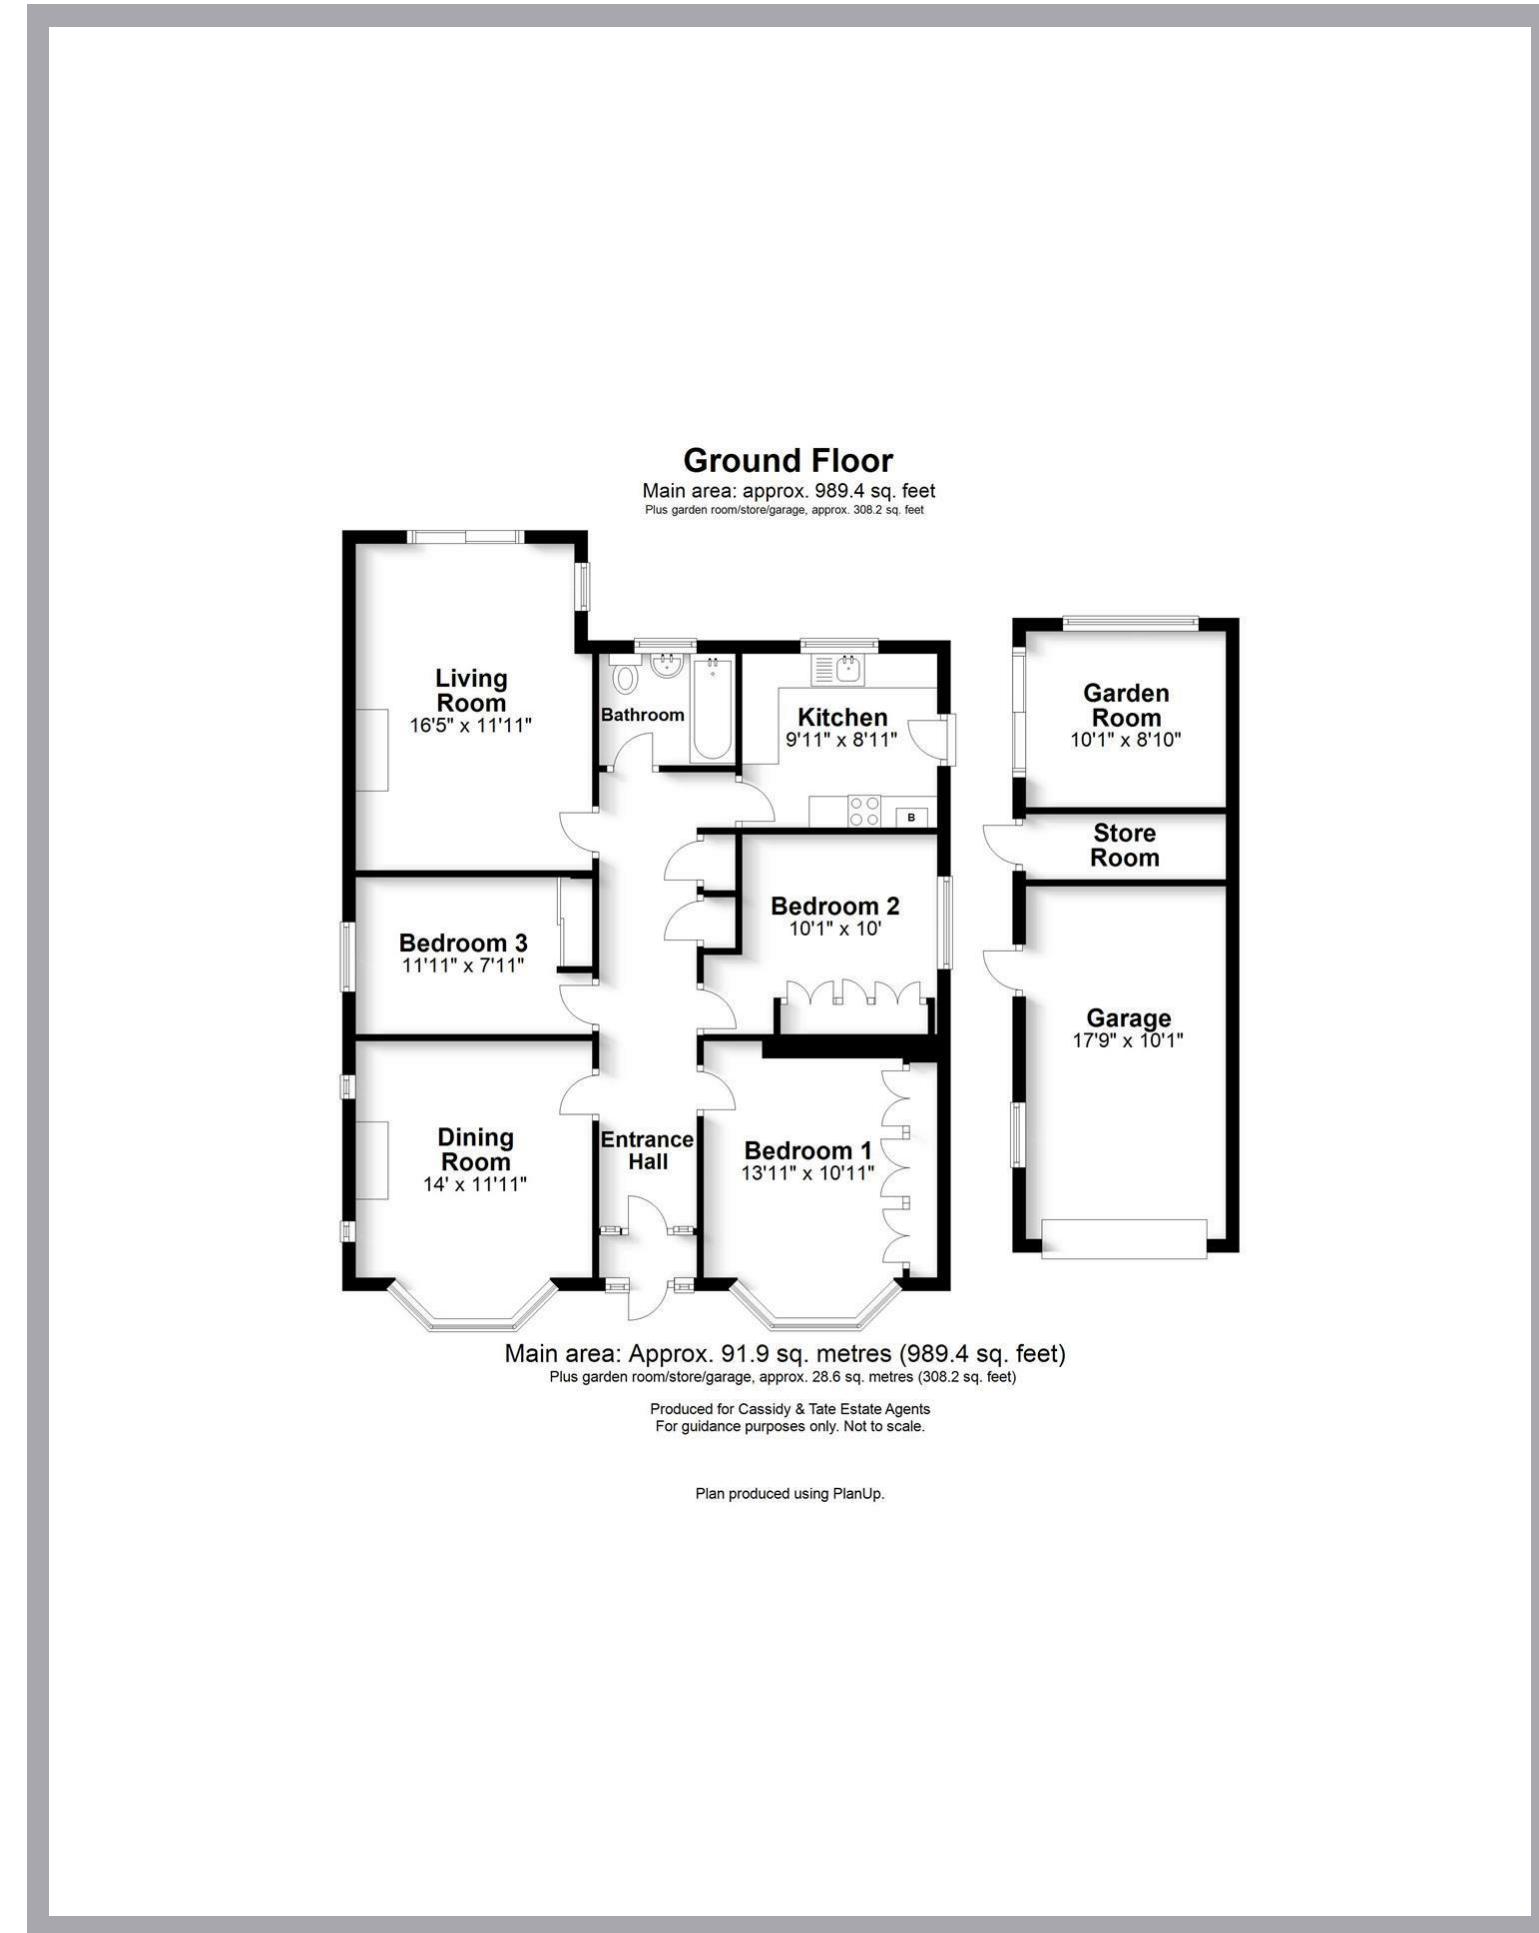 Ground Floor
Main area: approx. 989.4 sq. feet
Plus garden room/store/garage, approx. 308.2 sq. feet
Living
Room
16'5" x 11'11"
Bathroom
Kitchen
9'11" x 8'11"
B
Garden
Room
10'1" x 8'10"
Store
Room
Bedroom 2
10'1" x 10'
Bedroom 3
11'11" x 7'11"
Garage
17'9" x 10'1"
Dining
Room
14' x 11'11"
Entrance
Hall
Bedroom 1
13'11" x 10'11"
Main area: Approx. 91.9 sq. metres (989.4 sq. feet)
Plus garden room/store/garage, approx. 28.6 sq. metres (308.2 sq. feet)
Produced for Cassidy & Tate Estate Agents
For guidance purposes only. Not to scale.
Plan produced using PlanUp.